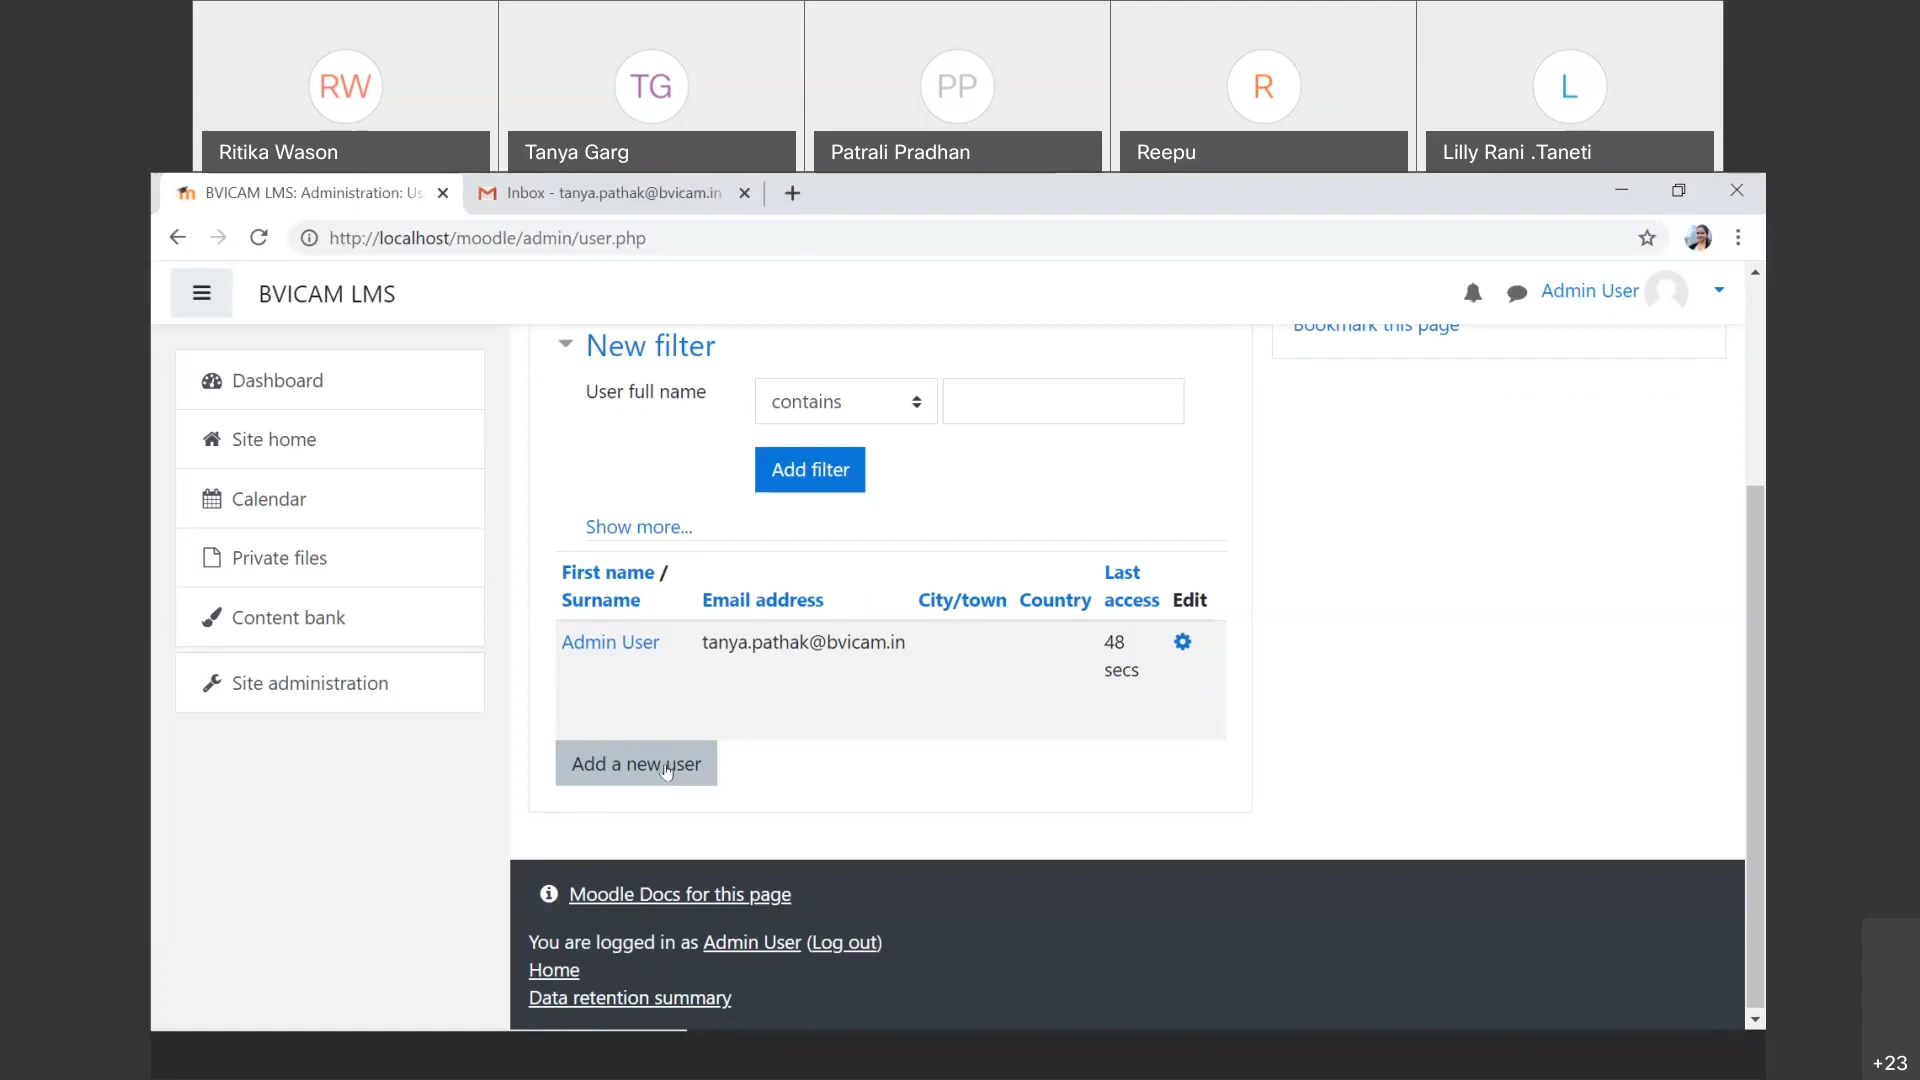 RW
TG
PP
R
L
Ritika Wason
Tanya Garg
Patrali Pradhan
Reepu
Lilly Rani .Taneti
BVICAM LMS: Administration: Us
Inbox - tanya.pathak@bvicam.in
http://localhost/moodle/admin/user.php
BVICAM LMS
Admin User
Bookmark this page
Dashboard
Site home
Calendar
Private files
Content bank
Site administration
New filter
User full name
contains
Add filter
Show more...
First name / Surname
Email address
City/town
Country
Last access
Edit
Admin User
tanya.pathak@bvicam.in
48 secs
Add a new user
Moodle Docs for this page
You are logged in as Admin User (Log out)
Home
Data retention summary
+23